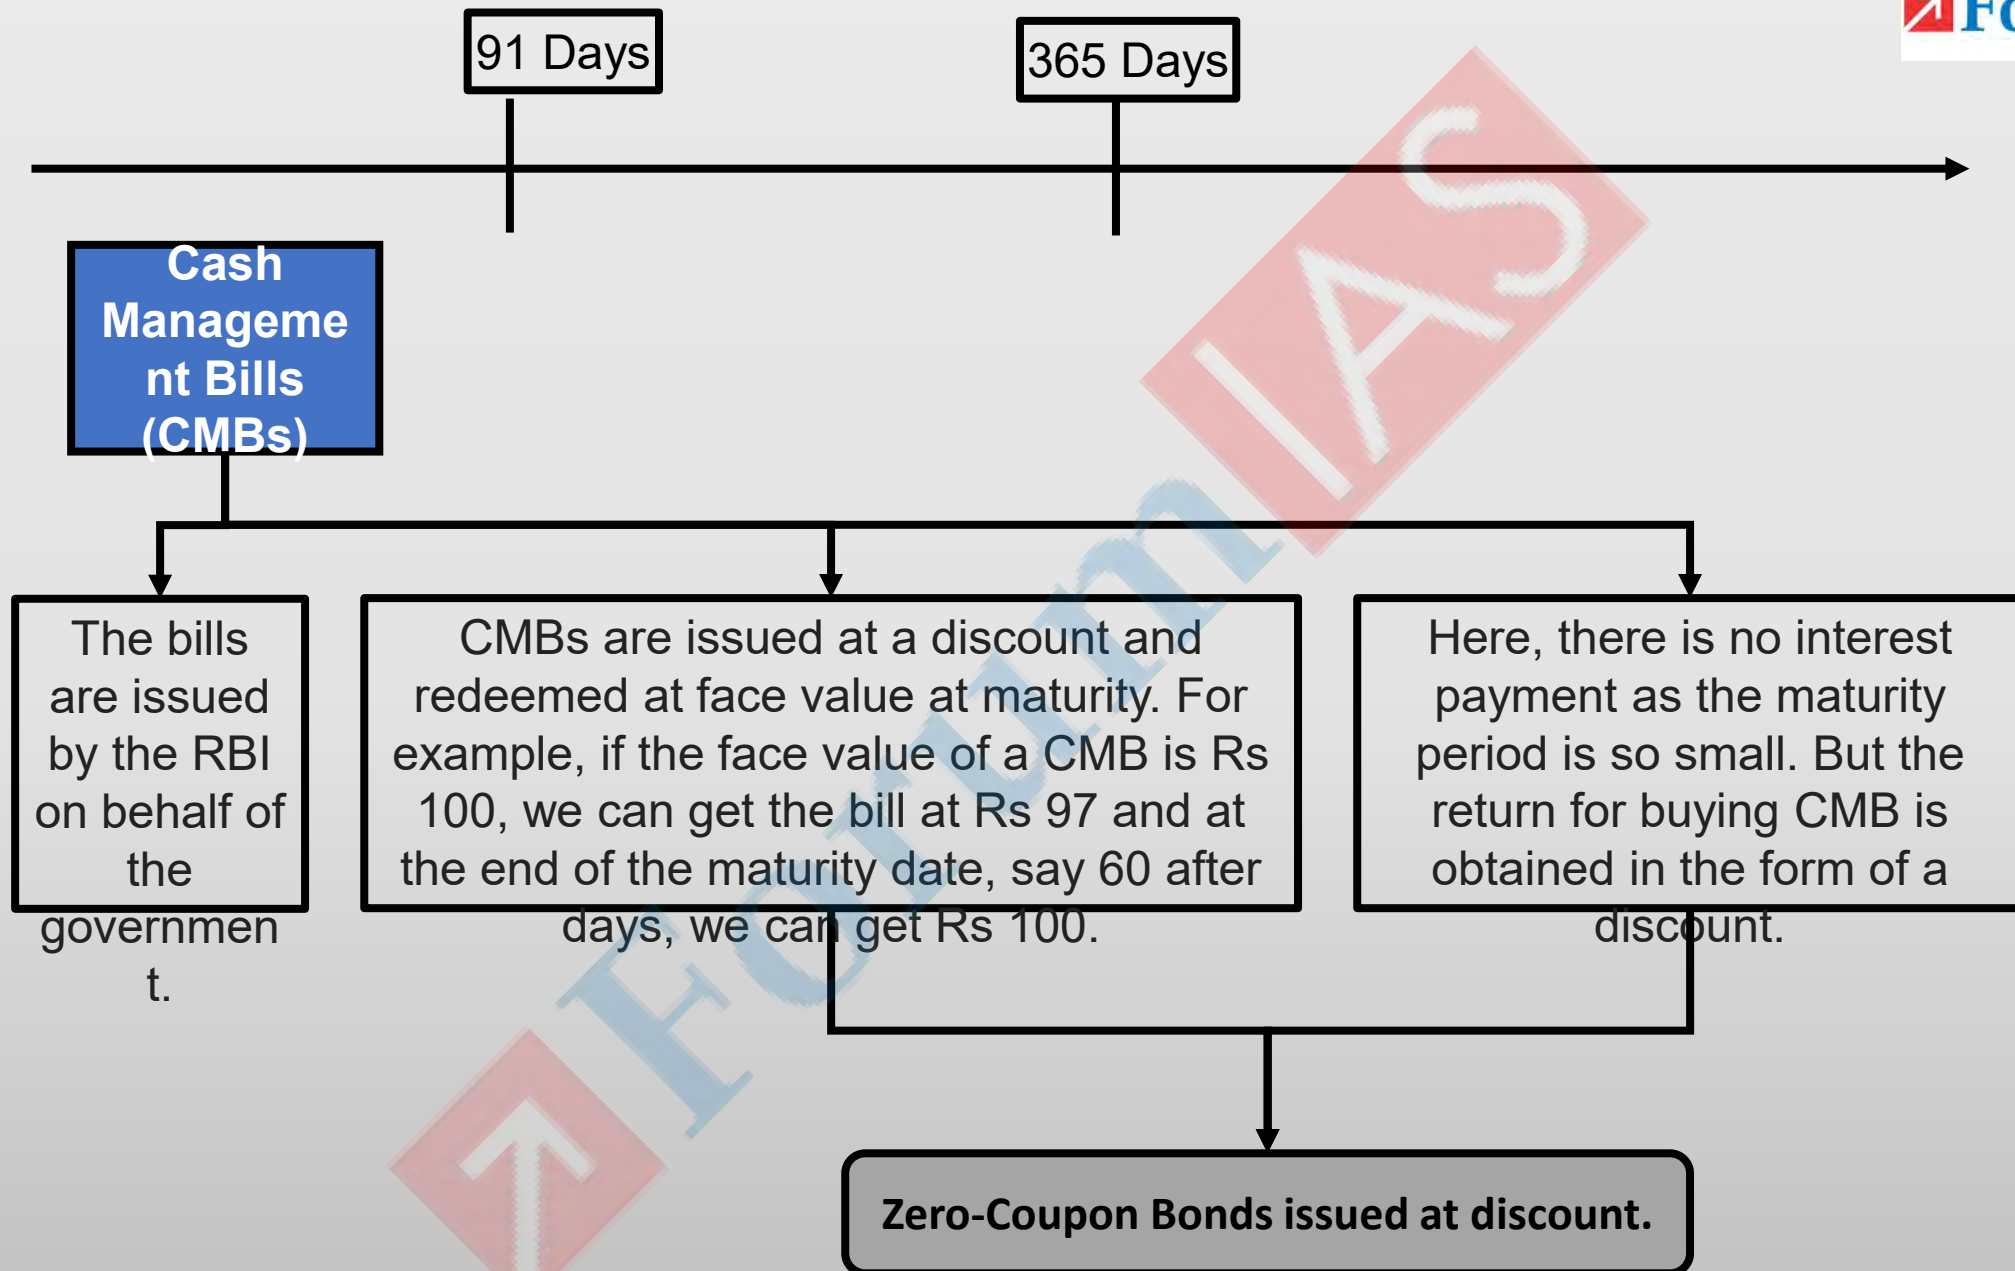 91 Days
365 Days
Fo
Cash
Manageme
nt Bills
(CMBs)
The bills
are issued
by the RBI
on behalf of
the
governmen
t.
CMBs are issued at a discount and
redeemed at face value at maturity. For
example, if the face value of a CMB is Rs
100, we can get the bill at Rs 97 and at
the end of the maturity date, say 60 after
days, we can get Rs 100.
Here, there is no interest
payment as the maturity
period is so small. But the
return for buying CMB is
obtained in the form of a
discount.
Zero-Coupon Bonds issued at discount.
ForumIAS